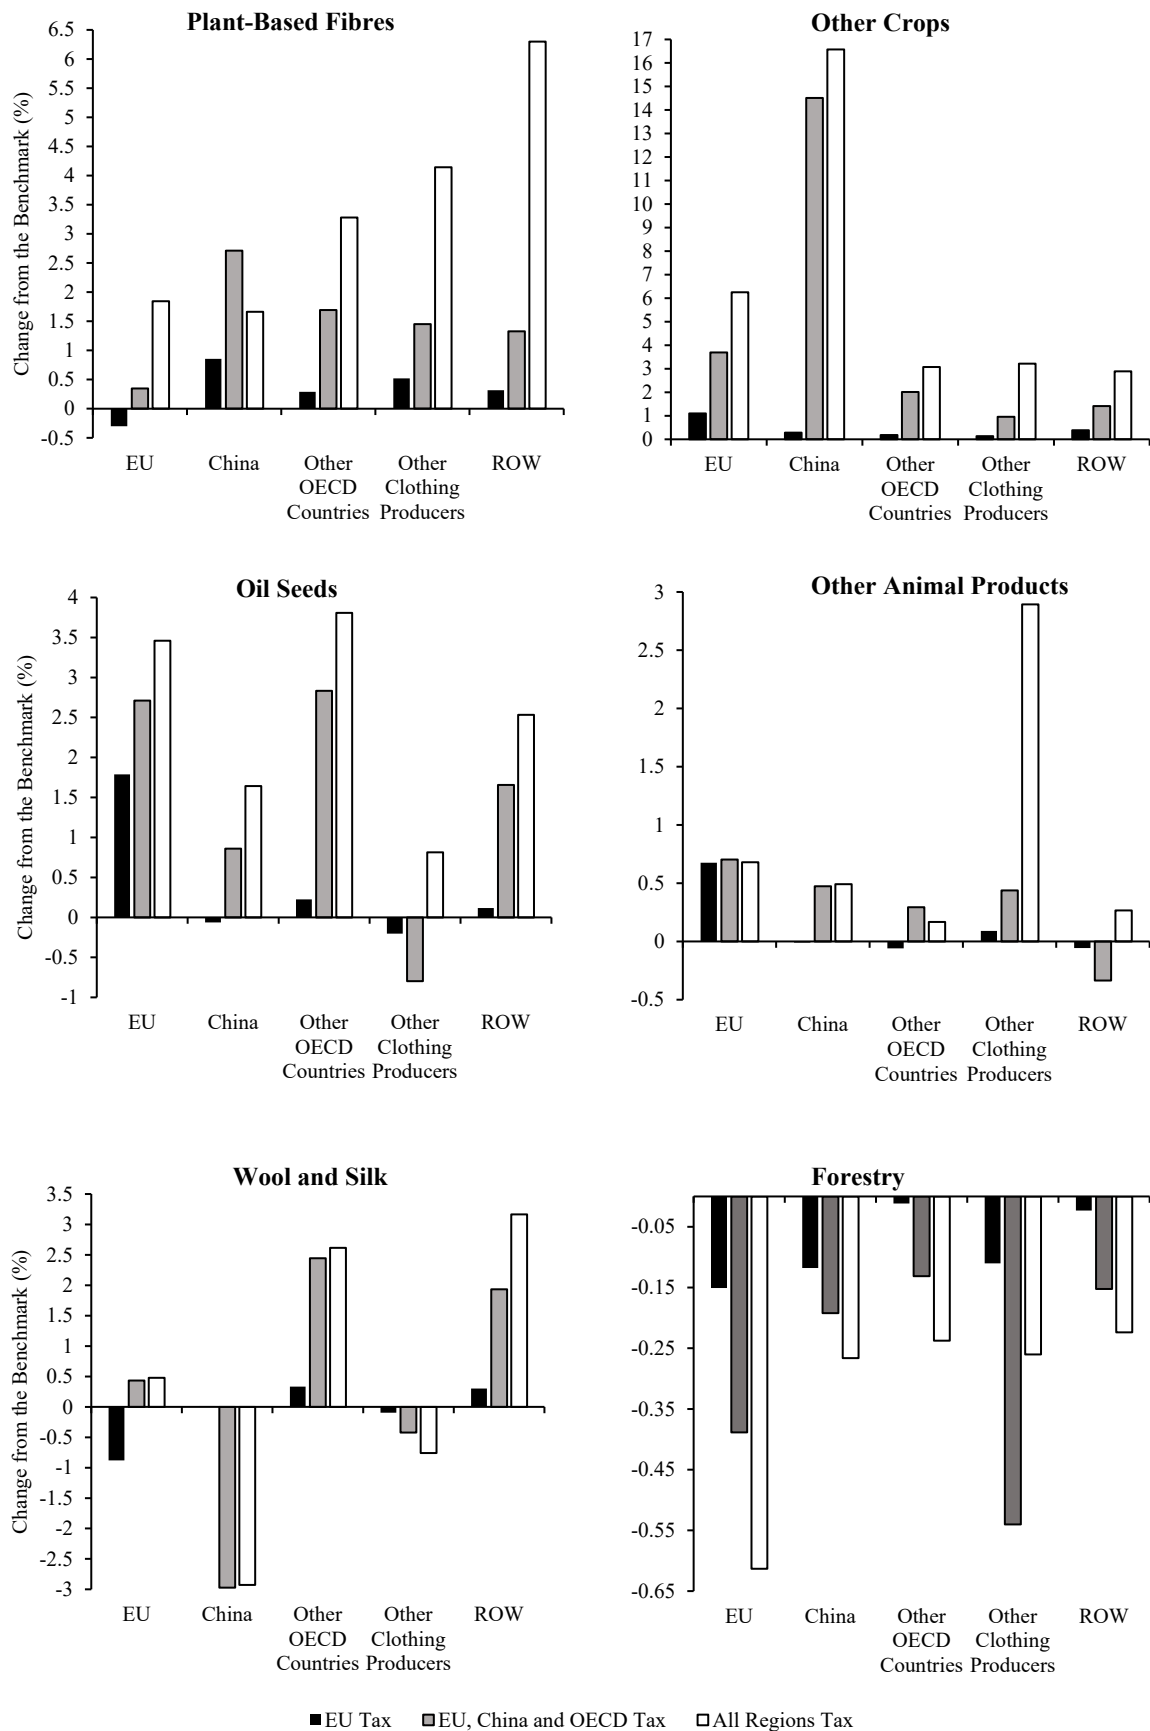 Plant-Based Fibres
Change from the Benchmark (%)
6.5
6
5.5
5
4.5
4
3.5
3
2.5
2
1.5
1
0.5
0
-0.5
EU
China
Other
OECD
Countries
Other
Clothing
Producers
ROW
Other Crops
17
16
15
14
13
12
11
10
9
8
7
6
5
4
3
2
1
0
EU
China
Other
OECD
Countries
Other
Clothing
Producers
ROW
Oil Seeds
Change from the Benchmark (%)
4
3.5
3
2.5
2
1.5
1
0.5
0
-0.5
-1
EU
China
Other
OECD
Countries
Other
Clothing
Producers
ROW
Other Animal Products
3
2.5
2
1.5
1
0.5
0
-0.5
EU
China
Other
OECD
Countries
Other
Clothing
Producers
ROW
Wool and Silk
Change from the Benchmark (%)
3.5
3
2.5
2
1.5
1
0.5
0
-0.5
-1
-1.5
-2
-2.5
-3
EU
China
Other
OECD
Countries
Other
Clothing
Producers
ROW
Forestry
-0.05
-0.15
-0.25
-0.35
-0.45
-0.55
-0.65
EU
China
Other
OECD
Countries
Other
Clothing
Producers
ROW
EU Tax
EU, China and OECD Tax
All Regions Tax